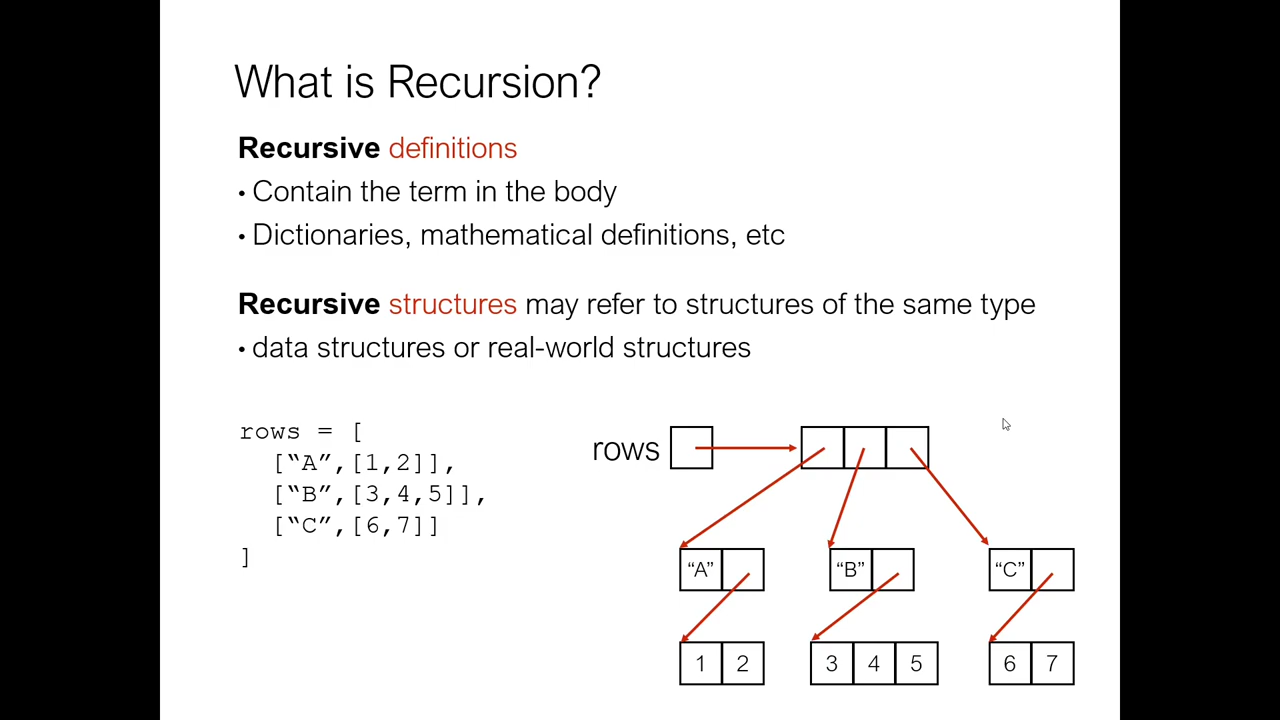 What is Recursion?
Recursive definitions
• Contain the term in the body
• Dictionaries, mathematical definitions, etc
Recursive structures may refer to structures of the same type
• data structures or real-world structures
rows = [
[“A”,[1,2]],
[“B”,[3,4,5]],
[“C”,[6,7]]
]
rows
“A” “B” “C”
1 2 3 4 5 6 7